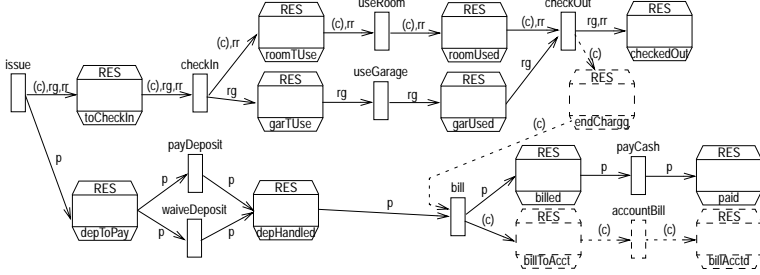 RES
useRoom
RES
checkOut
RES
(c),rr
(c),rr
(c),rr
rg,rr
issue
checkIn
roomTUse
roomUsed
checkedOut
RES
(c),rr
(c)
(c),rg,rr
(c),rg,rr
RES
useGarage
RES
rg
RES
rg
rg
rg
toCheckIn
garTUse
garUsed
endChargg
(c)
p
payDeposit
RES
payCash
RES
RES
p
p
RES
bill
p
p
p
waiveDeposit
p
billed
paid
p
p
(c)
RES
accountBill
RES
depToPay
depHandled
(c)
(c)
billToAcct
billAcctd